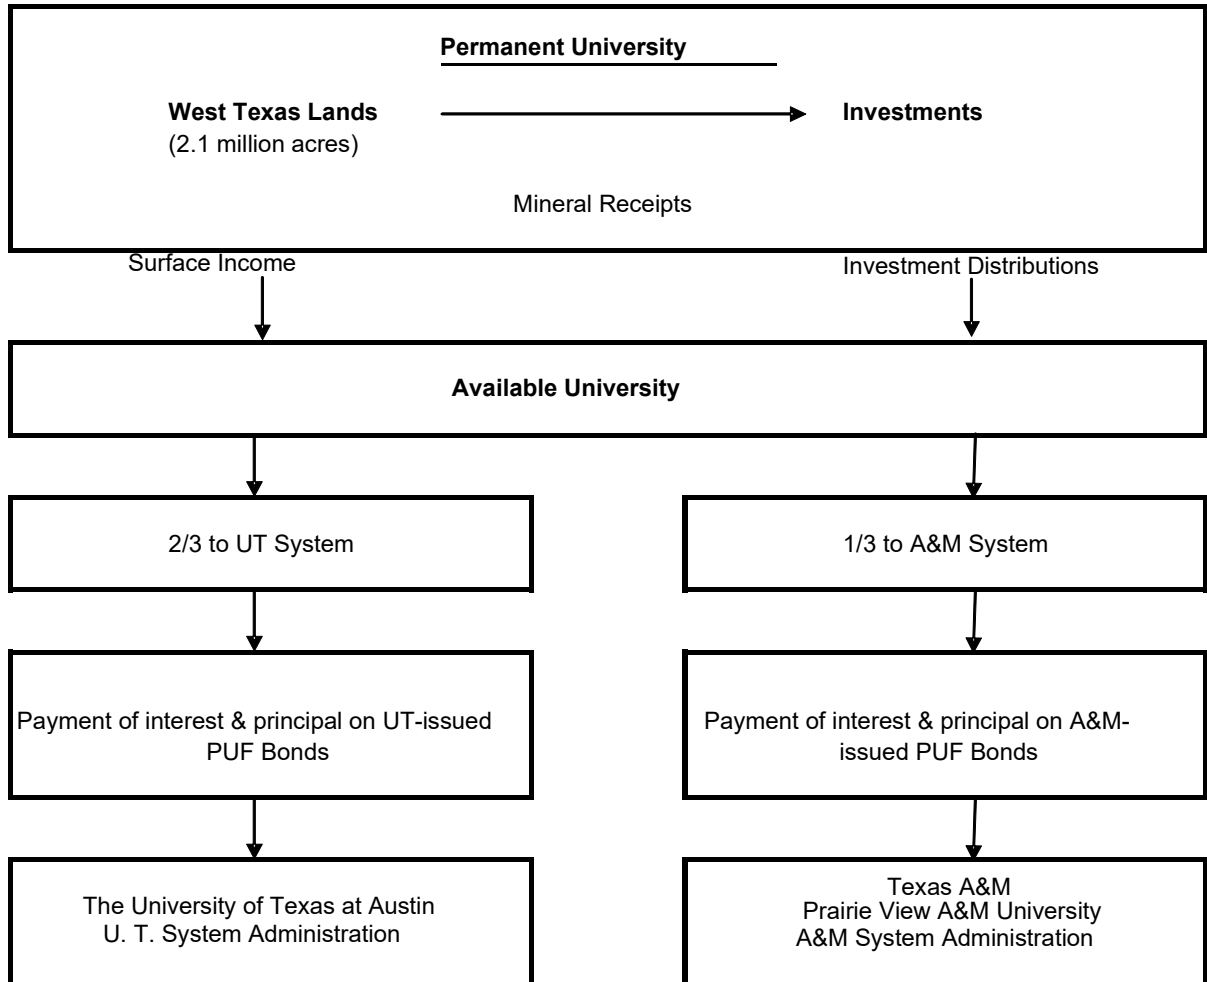 Permanent University
West Texas Lands
Investments
(2.1 million acres)
Mineral Receipts
Surface Income
Investment Distributions
Available University
2/3 to UT System
1/3 to A&M System
Payment of interest & principal on UT-issued
PUF Bonds
Payment of interest & principal on A&M-
issued PUF Bonds
The University of Texas at Austin
U. T. System Administration
Texas A&M
Prairie View A&M University
A&M System Administration